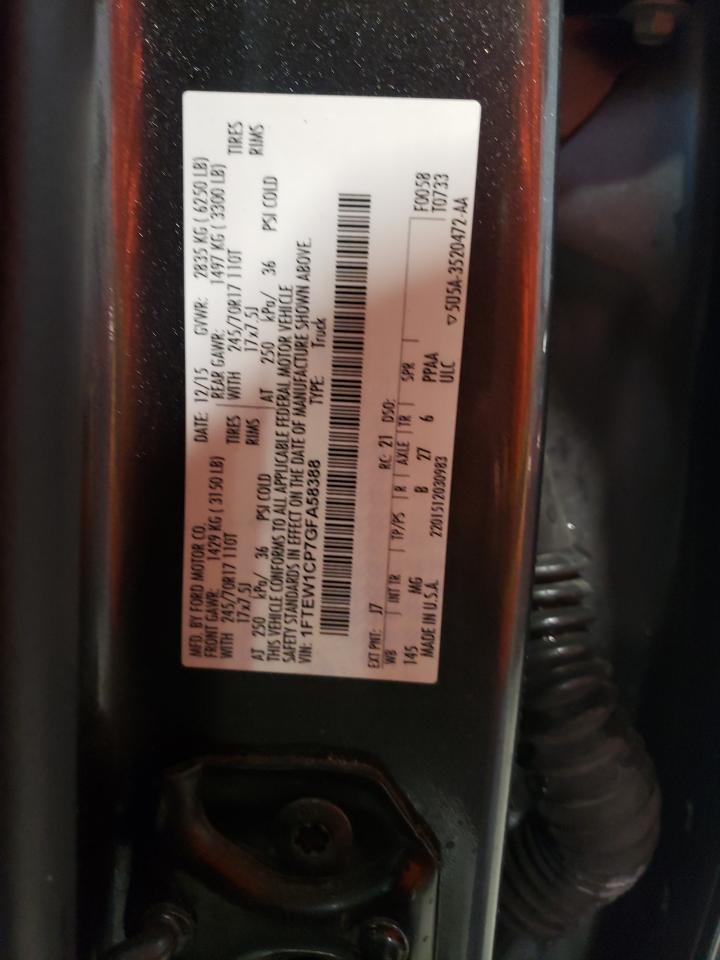 MFD. BY FORD MOTOR CO. DATE: 12/15 GVWR: 2835 KG ( 6250 LB)
FRONT GAWR: 1429 KG ( 3150 LB) REAR GAWR: 1497 KG ( 3300 LB)
WITH 245/70R17 110T TIRES WITH 245/70R17 110T TIRES
17x7.5J RIMS 17x7.5J RIMS
AT 250 kPa/ 36 PSI COLD AT 250 kPa/ 36 PSI COLD
THIS VEHICLE CONFORMS TO ALL APPLICABLE FEDERAL MOTOR VEHICLE
SAFETY STANDARDS IN EFFECT ON THE DATE OF MANUFACTURE SHOWN ABOVE.
VIN: 1FTEW1CP7GFA58388 TYPE: Truck
EXT PNT: J7 RC: 21 DSO: F0058
WB INT TR TP/PS R AXLE TR SPR T0733
145 MG B 27 6 PPAA
MADE IN U.S.A. 2201512030983 ULC ▽5U5A-3520472-AA